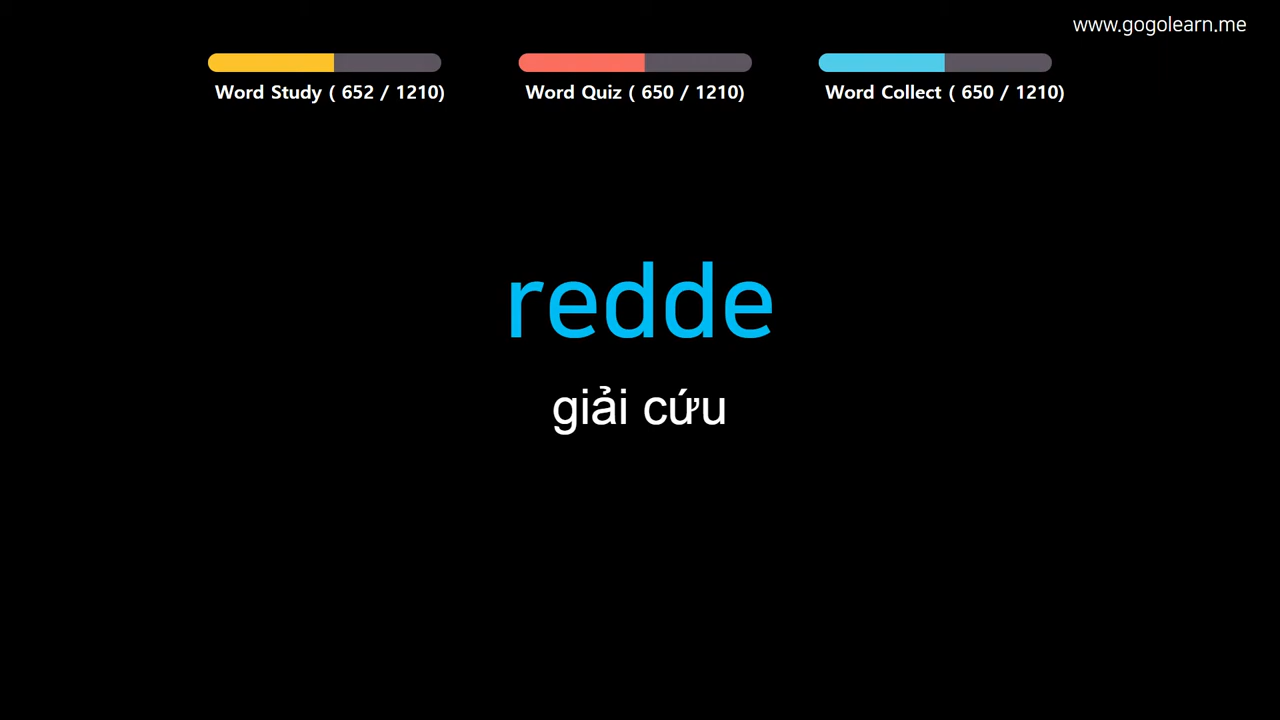 www.gogolearn.me
Word Study ( 652 / 1210)
Word Quiz ( 650 / 1210)
Word Collect ( 650 / 1210)
redde
giải cứu